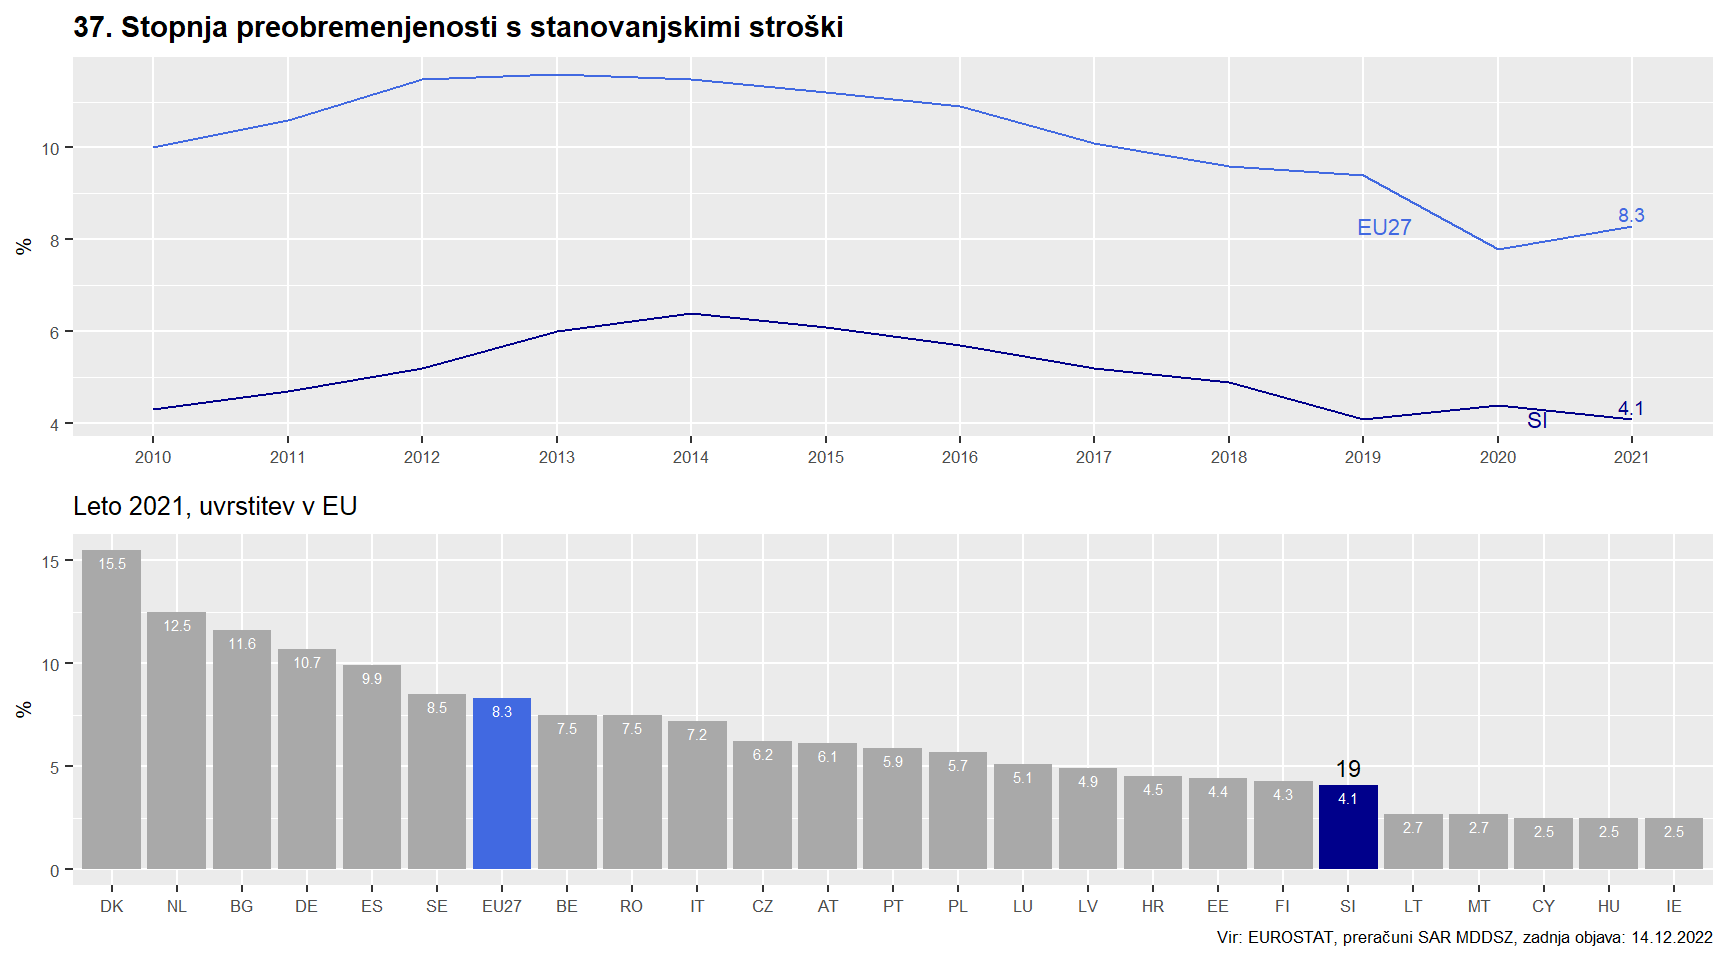 37. Stopnja preobremenjenosti s stanovanjskimi stroški
%
10
8
6
4
EU27
8.3
SI
4.1
2010 2011 2012 2013 2014 2015 2016 2017 2018 2019 2020 2021
Leto 2021, uvrstitev v EU
%
15
10
5
0
15.5 12.5 11.6 10.7 9.9 8.5 8.3 7.5 7.5 7.2 6.2 6.1 5.9 5.7 5.1 4.9 4.5 4.4 4.3 4.1 2.7 2.7 2.5 2.5 2.5
19
DK NL BG DE ES SE EU27 BE RO IT CZ AT PT PL LU LV HR EE FI SI LT MT CY HU IE
Vir: EUROSTAT, preračuni SAR MDDSZ, zadnja objava: 14.12.2022